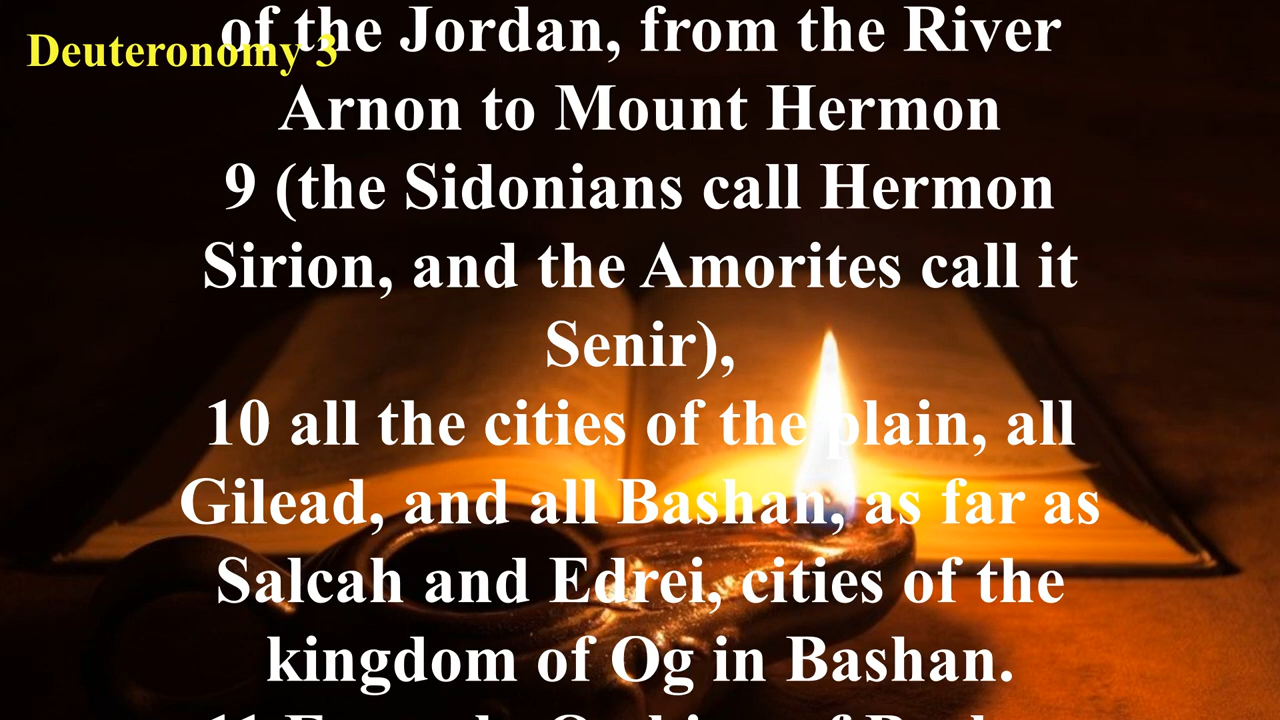 Deuteronomy 3
of the Jordan, from the River
Arnon to Mount Hermon
9 (the Sidonians call Hermon
Sirion, and the Amorites call it
Senir),
10 all the cities of the plain, all
Gilead, and all Bashan, as far as
Salcah and Edrei, cities of the
kingdom of Og in Bashan.